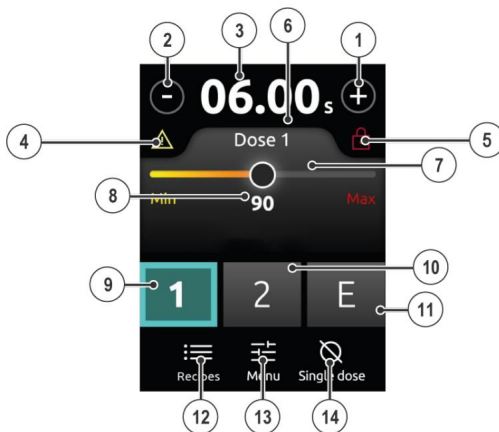 2 3 6 1
- 06.00 s +
4 Dose 1 5
7
Min 90 Max
8
9 1 2 E 10
11
Recipes Menu Single dose
12 13 14